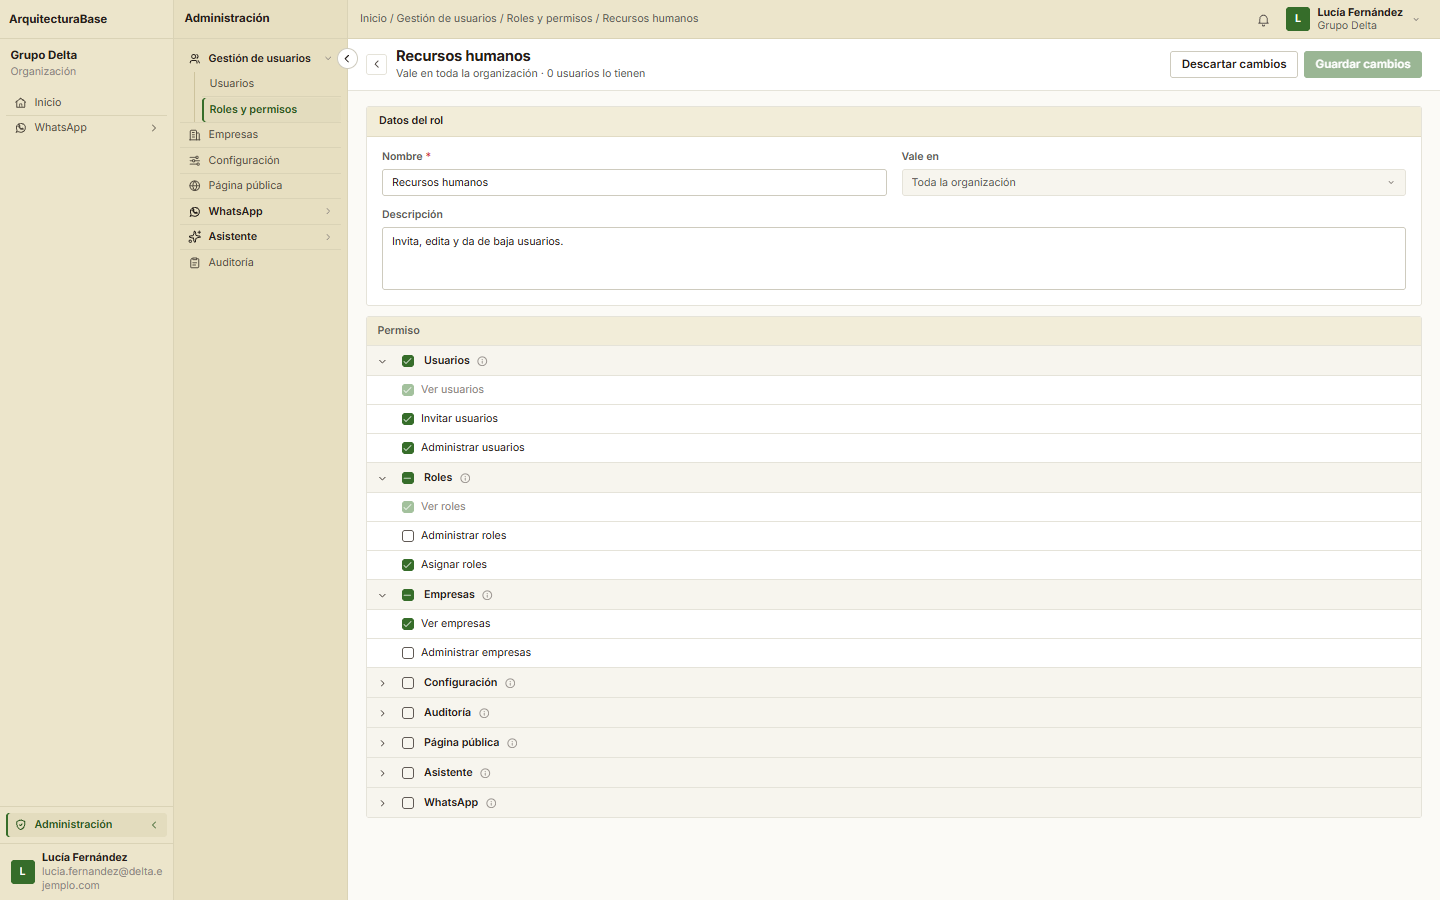 ArquitecturaBase
Grupo Delta
Organización
Inicio
WhatsApp
Administración
Lucía Fernández
lucia.fernandez@delta.e
jemplo.com
Administración
Gestión de usuarios
Usuarios
Roles y permisos
Empresas
Configuración
Página pública
WhatsApp
Asistente
Auditoría
Inicio / Gestión de usuarios / Roles y permisos / Recursos humanos
L
Lucía Fernández
Grupo Delta
Recursos humanos
Vale en toda la organización · 0 usuarios lo tienen
Descartar cambios
Guardar cambios
Datos del rol
Nombre *
Recursos humanos
Vale en
Toda la organización
Descripción
Invita, edita y da de baja usuarios.
Permiso
Usuarios
Ver usuarios
Invitar usuarios
Administrar usuarios
Roles
Ver roles
Administrar roles
Asignar roles
Empresas
Ver empresas
Administrar empresas
Configuración
Auditoría
Página pública
Asistente
WhatsApp
L